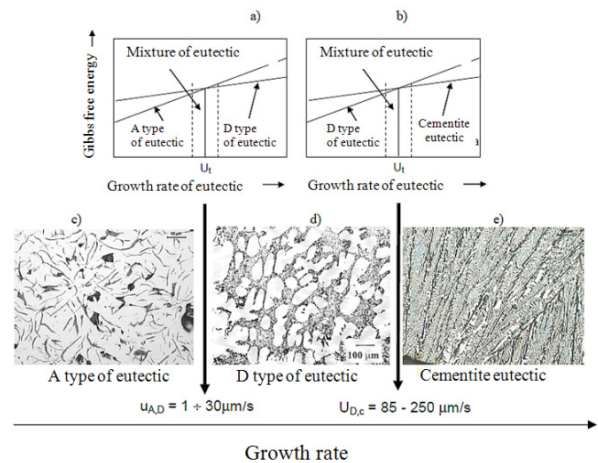 a)
b)
Gibbs free energy
Mixture of eutectic
A type
of eutectic
D type
of eutectic
Ut
Growth rate of eutectic
Mixture of eutectic
D type
of eutectic
Cementite
eutectic
a
Ut
Growth rate of eutectic
c)
d)
e)
100 μm
A type of eutectic
D type of eutectic
Cementite eutectic
uA,D = 1 ÷ 30μm/s
UD,c = 85 - 250 μm/s
Growth rate